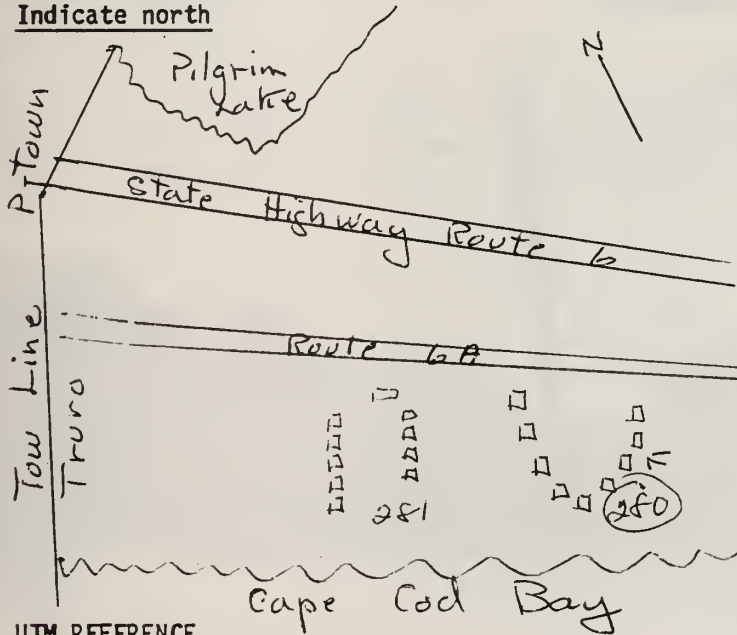 Indicate north
N
Pilgrim
Lake
P-Town
State Highway Route 6
Tow Line
Route 6A
Truro
281
280
Cape Cod Bay
UTM REFERENCE